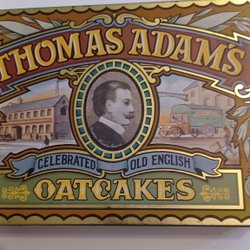 THOMAS ADAMS
CELEBRATED OLD ENGLISH
OATCAKES